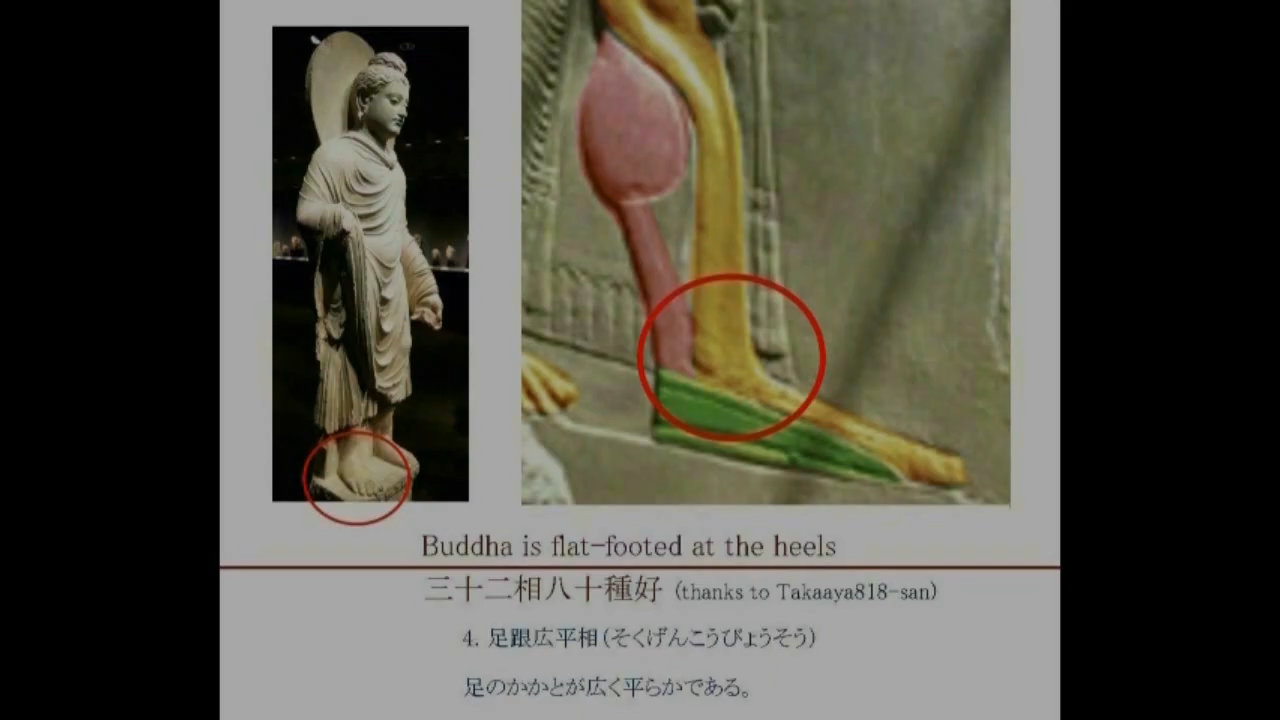 Buddha is flat-footed at the heels
三十二相八十種好 (thanks to Takaaya818-san)
4. 足跟広平相(そくげんこうびょうそう)
足のかかとが広く平らかである。